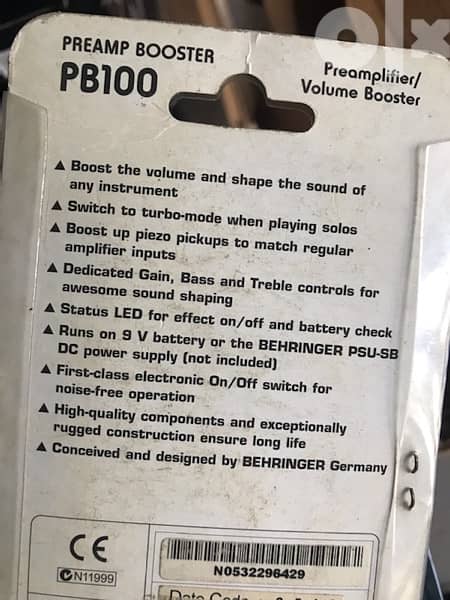 olx
PREAMP BOOSTER
PB100
Preamplifier/
Volume Booster
▲ Boost the volume and shape the sound of
any instrument
▲ Switch to turbo-mode when playing solos
▲ Boost up piezo pickups to match regular
amplifier inputs
▲ Dedicated Gain, Bass and Treble controls for
awesome sound shaping
▲ Status LED for effect on/off and battery check
▲ Runs on 9 V battery or the BEHRINGER PSU-SB
DC power supply (not included)
▲ First-class electronic On/Off switch for
noise-free operation
▲ High-quality components and exceptionally
rugged construction ensure long life
▲ Conceived and designed by BEHRINGER Germany
CE
N11999
N0532296429
Date Code